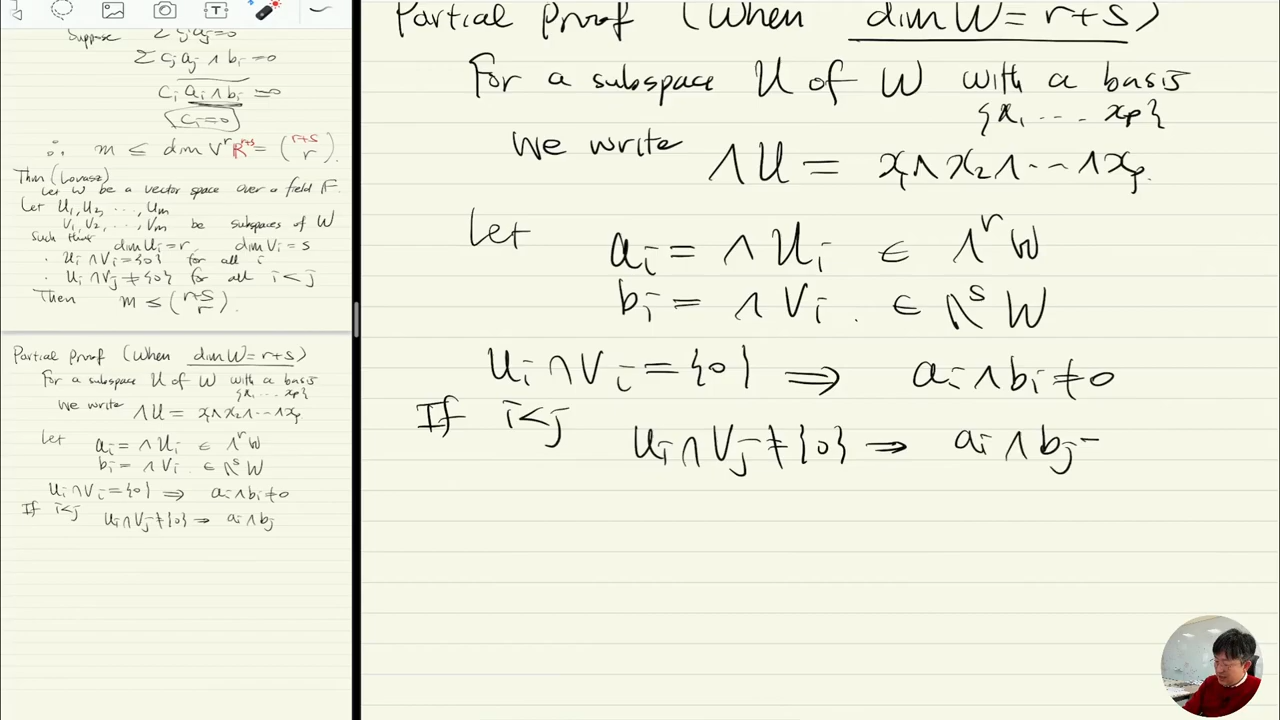 Suppose Σ cj aj = 0
Σ cj aj ∧ bi = 0
ci ai ∧ bi = 0
ci = 0
∴ m ≤ dim V^r R^{r+s} = (r+s r).
Thm (Lovasz)
Let W be a vector space over a field F.
Let U1, U2, ..., Um
V1, V2, ..., Vm be subspaces of W
such that dim Ui = r dim Vi = s
· Ui ∩ Vi = {0} for all i
· Ui ∩ Vj ≠ {0} for all i < j
Then m ≤ (r+s r).
Partial Proof (When dim W = r+s)
For a subspace U of W with a basis
{x1 ... xp}
We write ∧U = x1∧x2∧...∧xp
Let ai = ∧Ui ∈ ∧^r W
bi = ∧Vi. ∈ ∧^s W
Ui ∩ Vi = {0} ⇒ ai∧bi ≠ 0
If i<j
Ui ∩ Vj ≠ {0} ⇒ ai∧bj
Partial Proof (When dim W = r+s)
For a subspace U of W with a basis
{x1 ... xp}
We write ∧U = x1∧x2∧...∧xp.
Let ai = ∧Ui ∈ ∧^r W
bi = ∧Vi. ∈ ∧^s W
Ui ∩ Vi = {0} ⇒ ai∧bi ≠ 0
If i<j
Ui ∩ Vj ≠ {0} ⇒ ai ∧ bj -